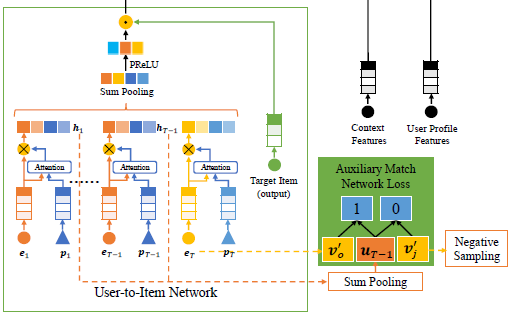 PReLU
Sum Pooling
h1
hT−1
Attention
Attention
Attention
......
e1
p1
eT−1
pT−1
eT
pT
User-to-Item Network
Target Item
(output)
Context
Features
User Profile
Features
Auxiliary Match
Network Loss
1 0
v′o uT−1 v′j
Negative
Sampling
Sum Pooling